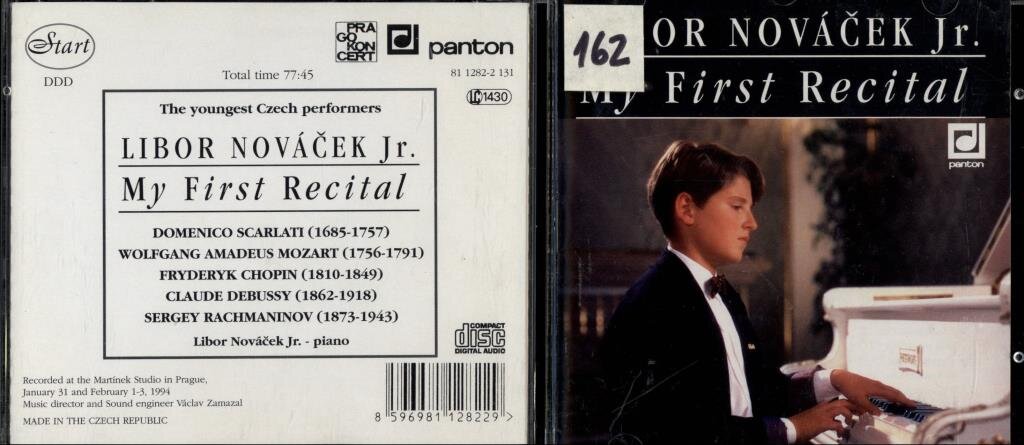 Start
DDD
PRA
GO KON
CERT
panton
Total time 77:45
81 1282-2 131
LC 1430
The youngest Czech performers
LIBOR NOVÁČEK Jr.
My First Recital
DOMENICO SCARLATI (1685-1757)
WOLFGANG AMADEUS MOZART (1756-1791)
FRYDERYK CHOPIN (1810-1849)
CLAUDE DEBUSSY (1862-1918)
SERGEY RACHMANINOV (1873-1943)
Libor Nováček Jr. - piano
COMPACT
disc
DIGITAL AUDIO
Recorded at the Martínek Studio in Prague,
January 31 and February 1-3, 1994
Music director and Sound engineer Václav Zamazal
MADE IN THE CZECH REPUBLIC
8 596981 128229 >
162
OR NOVÁČEK Jr.
My First Recital
panton